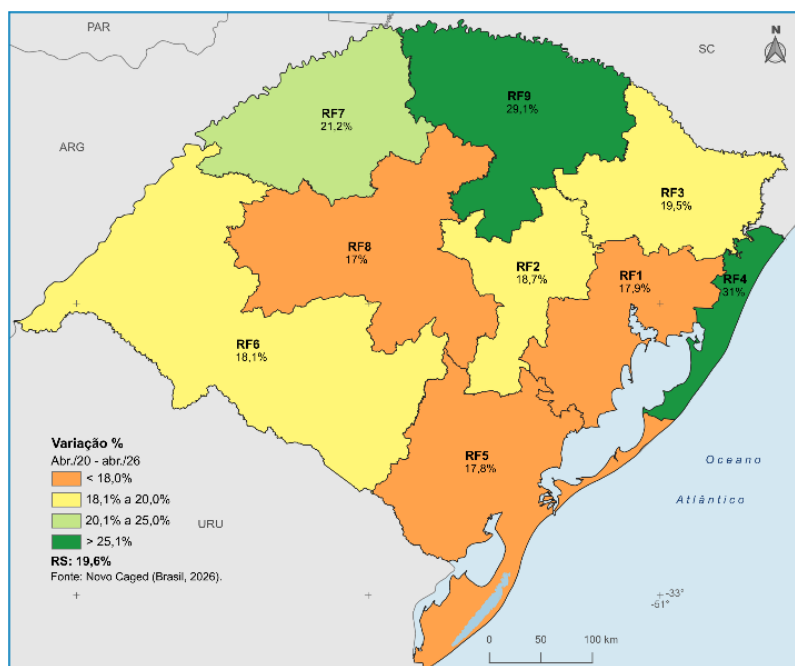 PAR
SC
N
RF9
29,1%
RF7
21,2%
ARG
RF3
19,5%
RF8
17%
RF2
18,7%
RF1
17,9%
RF4
31%
RF6
18,1%
RF5
17,8%
Variação %
Abr./20 - abr./26
< 18,0%
18,1% a 20,0%
20,1% a 25,0%
> 25,1%
RS: 19,6%
Fonte: Novo Caged (Brasil, 2026).
URU
Oceano
Atlântico
-33°
-51°
0 50 100 km